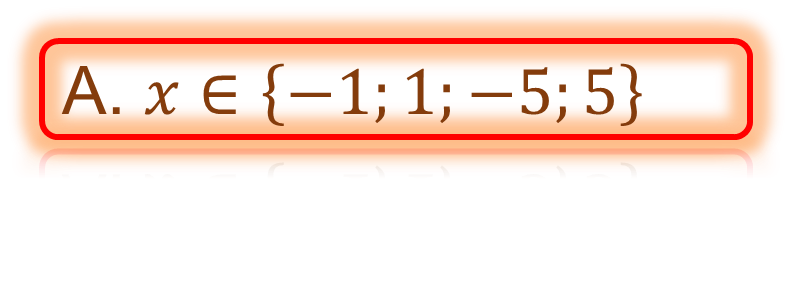 A. x ∈ {−1; 1; −5; 5}